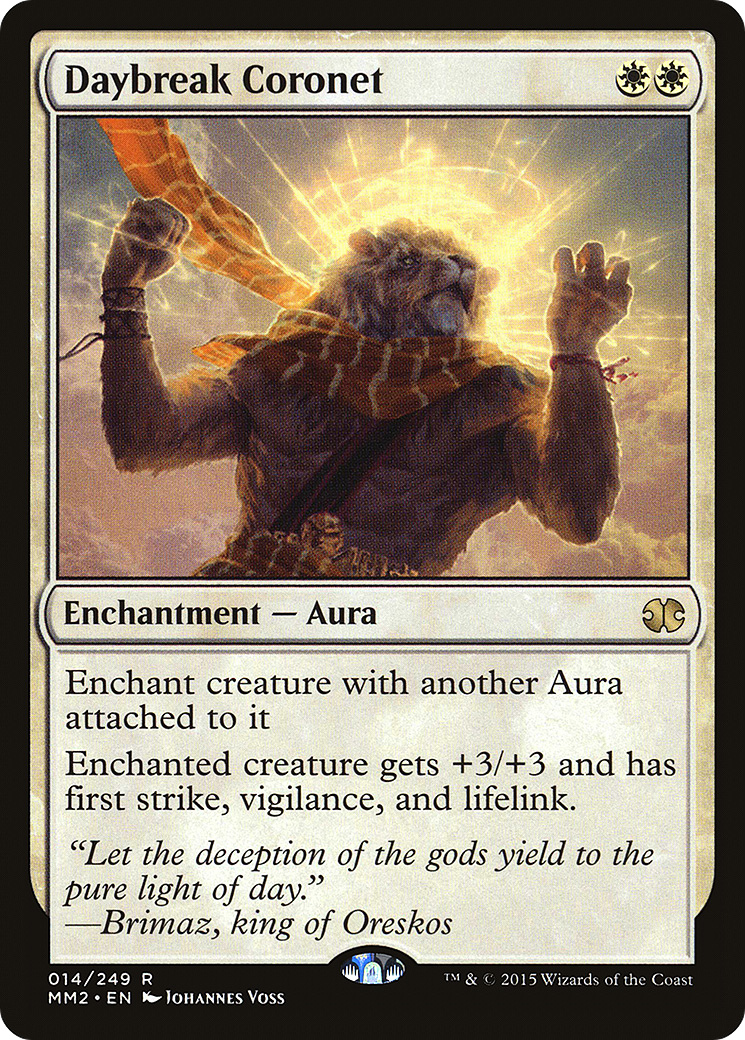 Daybreak Coronet
Enchantment — Aura
Enchant creature with another Aura
attached to it
Enchanted creature gets +3/+3 and has
first strike, vigilance, and lifelink.
“Let the deception of the gods yield to the
pure light of day.”
—Brimaz, king of Oreskos
014/249 R
MM2 • EN Johannes Voss
™ & © 2015 Wizards of the Coast